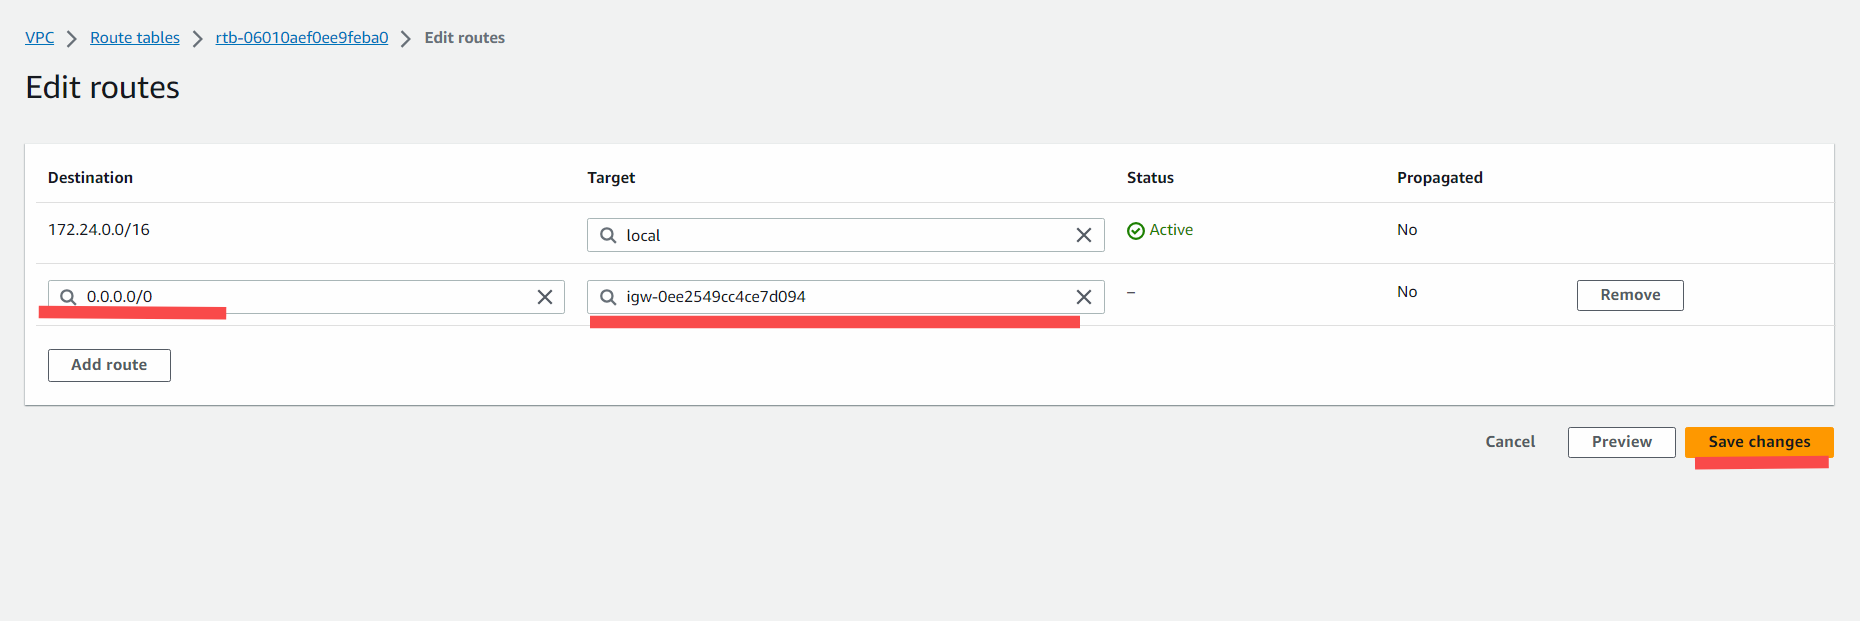 VPC > Route tables > rtb-06010aef0ee9feba0 > Edit routes
Edit routes
Destination Target Status Propagated
172.24.0.0/16 local Active No
0.0.0.0/0 igw-0ee2549cc4ce7d094 – No Remove
Add route
Cancel Preview Save changes